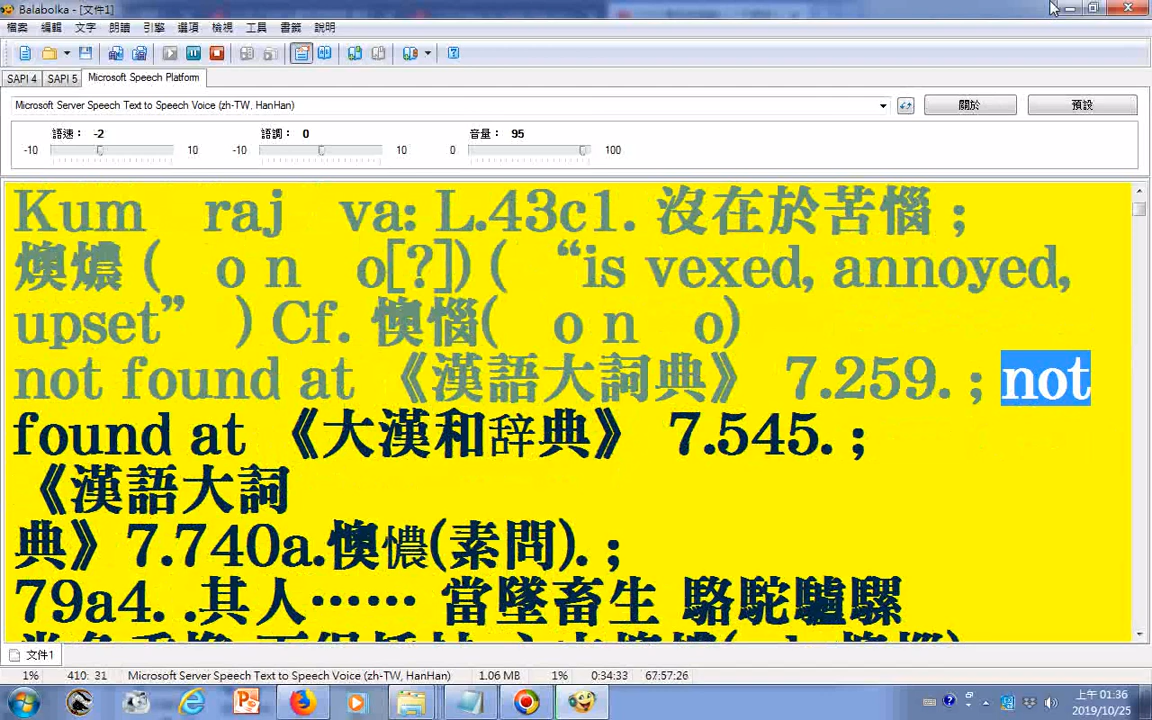 Balabolka - [文件1]
檔案 編輯 文字 朗讀 引擎 選項 檢視 工具 書籤 說明
SAPI 4 SAPI 5 Microsoft Speech Platform
Microsoft Server Speech Text to Speech Voice (zh-TW, HanHan) 關於 預設
語速： -2 語調： 0 音量： 95
-10 10 -10 10 0 100
Kum raj va: L.43c1. 沒在於苦惱；
燠燶 ( o n o[?]) ( “is vexed, annoyed,
upset” ) Cf. 懊惱( o n o)
not found at 《漢語大詞典》 7.259. ; not
found at 《大漢和辞典》 7.545. ;
《漢語大詞
典》7.740a.懊憹(素問). ;
79a4. .其人…… 當墜畜生 駱駝驢騾
文件1
1% 410: 31 Microsoft Server Speech Text to Speech Voice (zh-TW, HanHan) 1.06 MB 1% 0:34:33 67:57:26
上午 01:36
2019/10/25